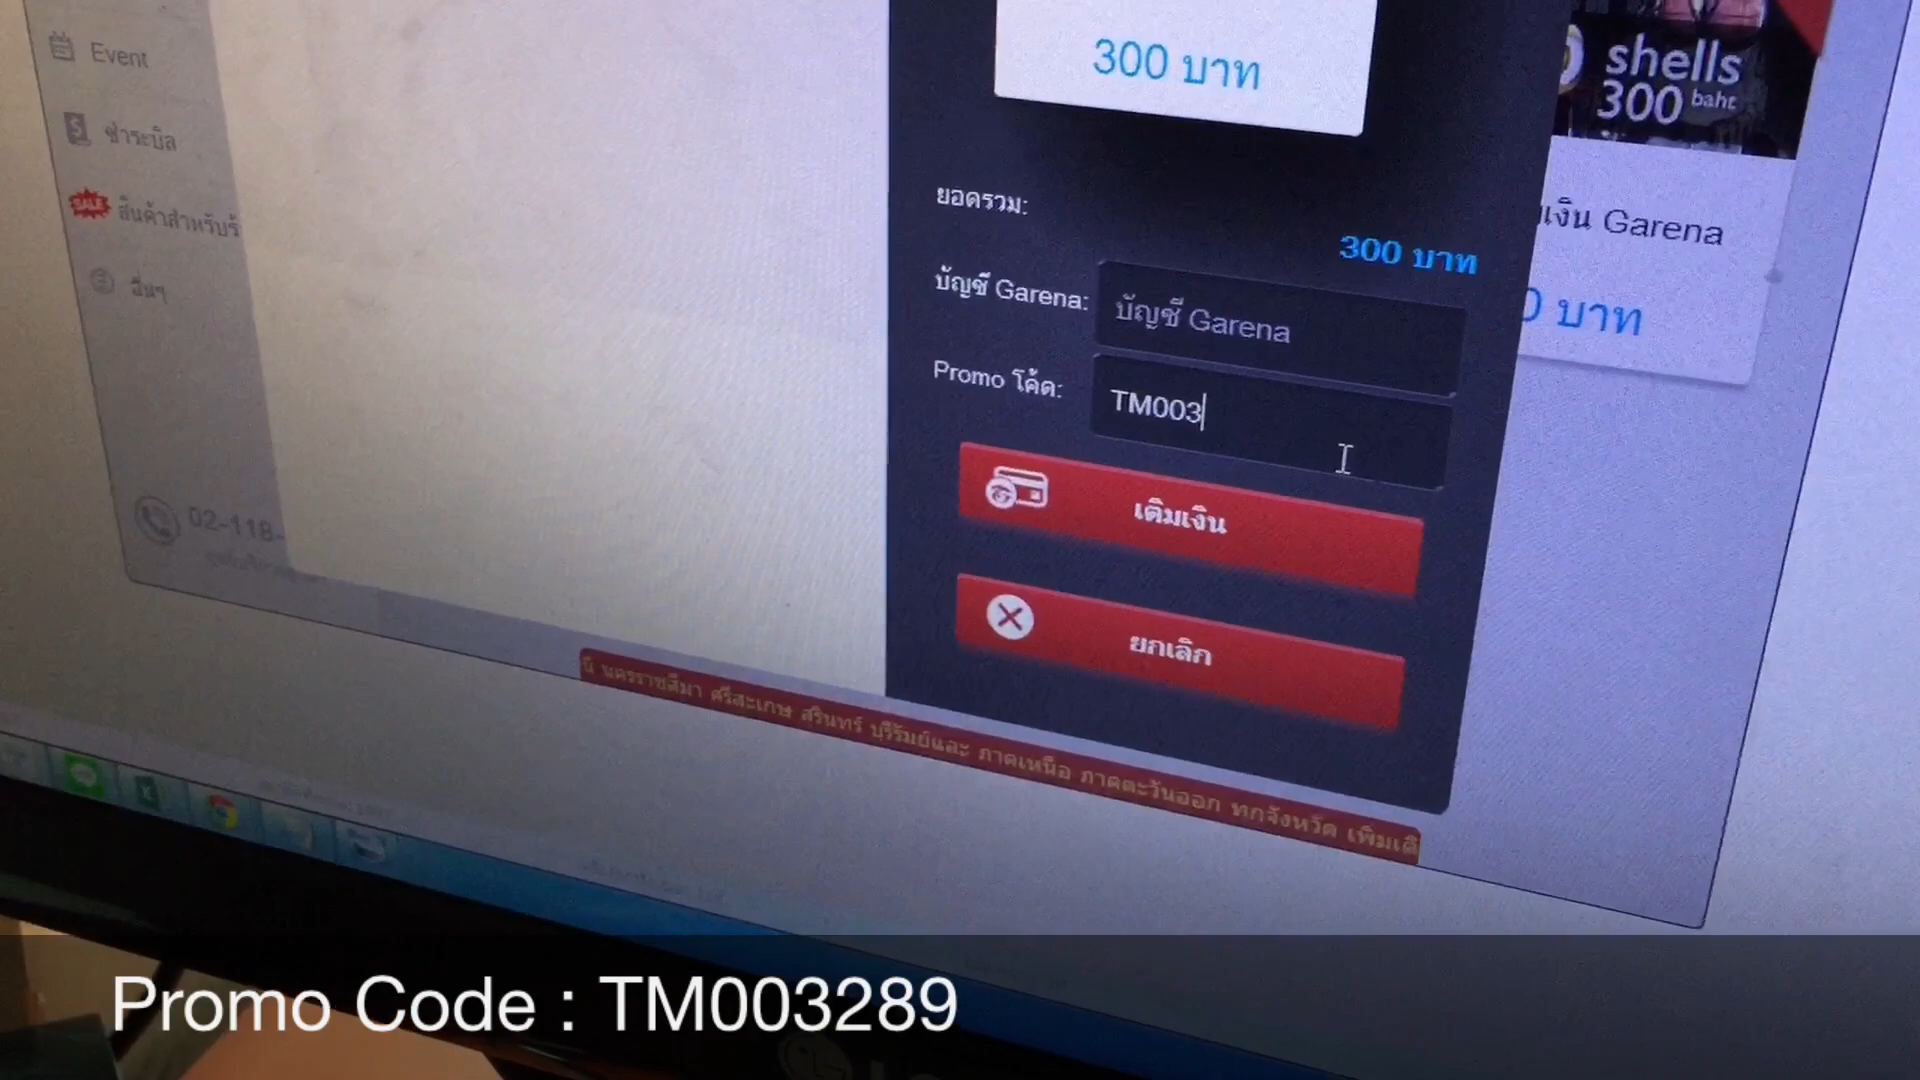 Event
ชำระบิล
SALE
สินค้าสำหรับร้
อื่นๆ
02-118-
300 บาท
ยอดรวม:
300 บาท
บัญชี Garena:
บัญชี Garena
Promo โค้ด:
TM003
เติมเงิน
ยกเลิก
shells
300 baht
เงิน Garena
0 บาท
นี นครราชสีมา ศรีสะเกษ สุรินทร์ บุรีรัมย์และ ภาคเหนือ ภาคตะวันออก ทุกจังหวัด เพิ่มเติ
Promo Code : TM003289